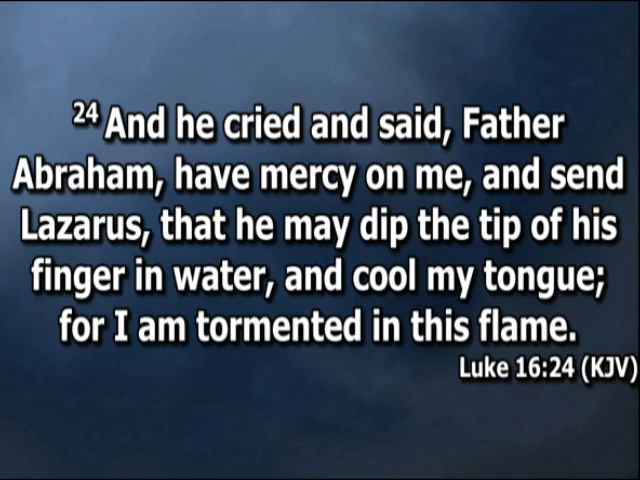 24 And he cried and said, Father
Abraham, have mercy on me, and send
Lazarus, that he may dip the tip of his
finger in water, and cool my tongue;
for I am tormented in this flame.
Luke 16:24 (KJV)